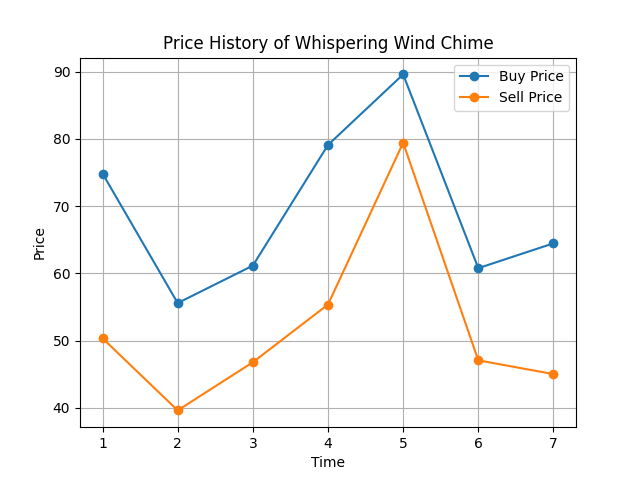 Price History of Whispering Wind Chime
Buy Price
Sell Price
Price
90
80
70
60
50
40
1 2 3 4 5 6 7
Time